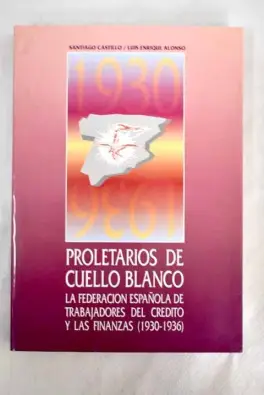 SANTIAGO CASTILLO / LUIS ENRIQUE ALONSO
1930
1936
PROLETARIOS DE
CUELLO BLANCO
LA FEDERACION ESPAÑOLA DE
TRABAJADORES DEL CREDITO
Y LAS FINANZAS (1930-1936)